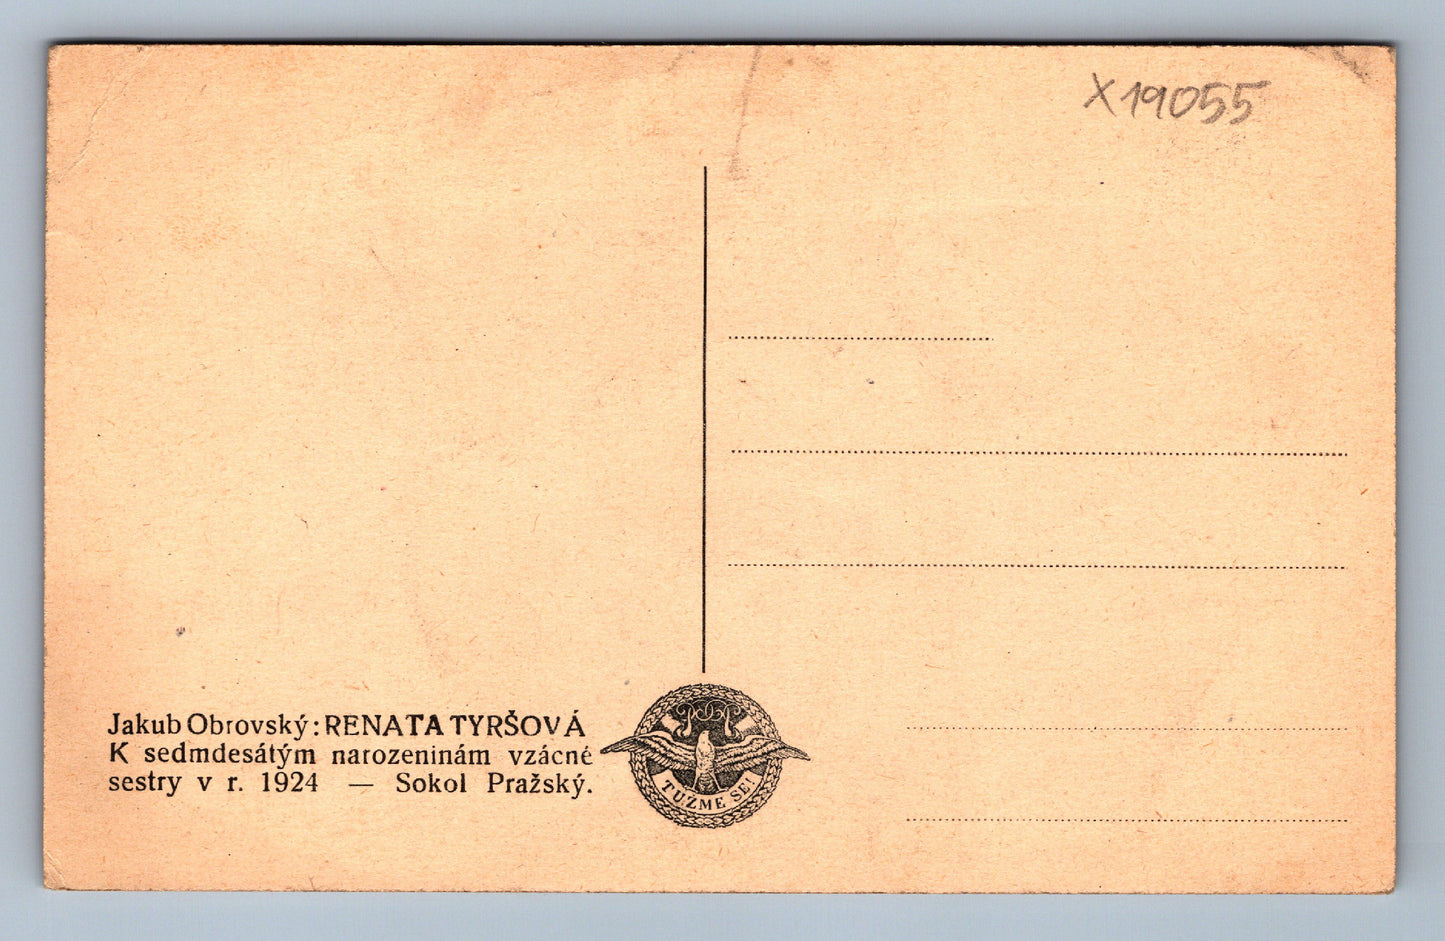 X19055
Jakub Obrovský: RENATA TYRŠOVÁ
K sedmdesátým narozeninám vzácné
sestry v r. 1924 — Sokol Pražský.
TUŽME SE!